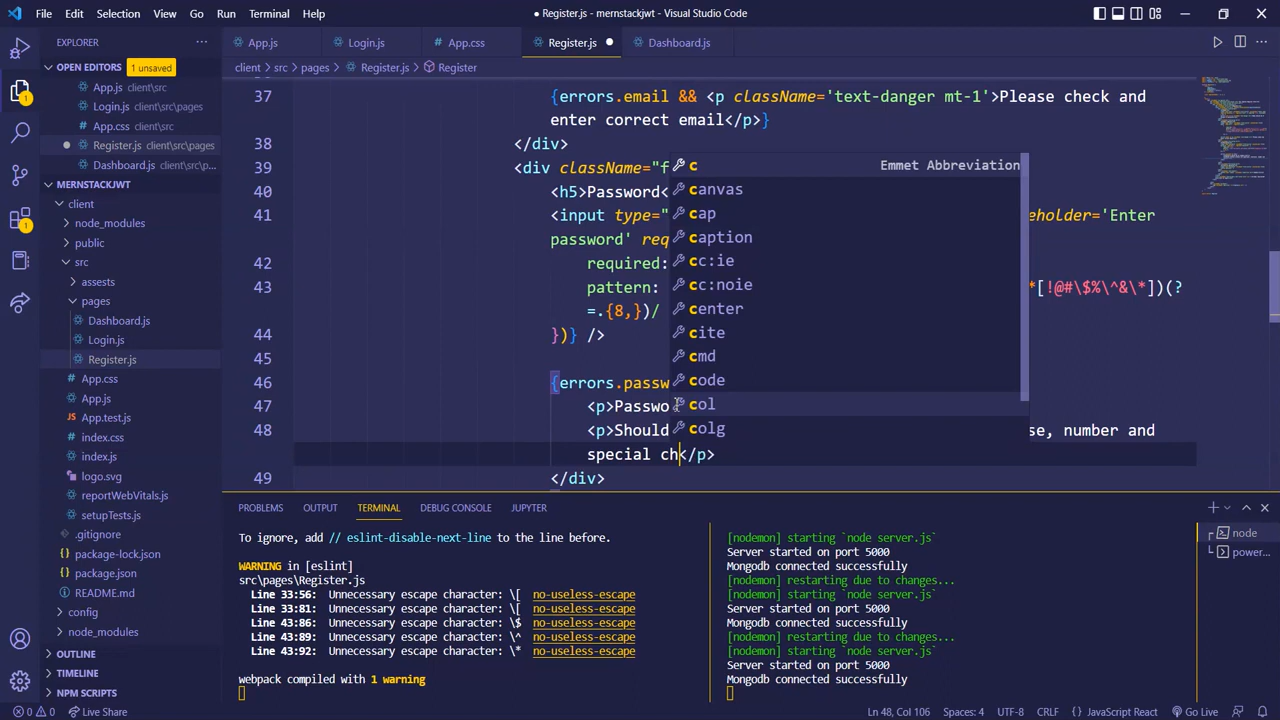 File Edit Selection View Go Run Terminal Help
● Register.js - mernstackjwt - Visual Studio Code
EXPLORER
App.js Login.js App.css Register.js Dashboard.js
OPEN EDITORS 1 unsaved
client > src > pages > Register.js > Register
App.js client\src
Login.js client\src\pages
App.css client\src
Register.js client\src\pages
Dashboard.js client\src\p...
MERNSTACKJWT
client
node_modules
public
src
assests
pages
Dashboard.js
Login.js
Register.js
App.css
App.js
App.test.js
index.css
index.js
logo.svg
reportWebVitals.js
setupTests.js
.gitignore
package-lock.json
package.json
README.md
config
node_modules
OUTLINE
TIMELINE
NPM SCRIPTS
37 {errors.email && <p className='text-danger mt-1'>Please check and
enter correct email</p>}
38 </div>
39 <div className="f
40 <h5>Password<
41 <input type=" eholder='Enter
password' req
42 required:
43 pattern: *[!@#\$%\^&\*])(?
=.{8,})/
44 })} />
45
46 {errors.passw
47 <p>Passwo
48 <p>Should se, number and
special ch</p>
49 </div>
c Emmet Abbreviation
canvas
cap
caption
cc:ie
cc:noie
center
cite
cmd
code
col
colg
PROBLEMS OUTPUT TERMINAL DEBUG CONSOLE JUPYTER
To ignore, add // eslint-disable-next-line to the line before.
WARNING in [eslint]
src\pages\Register.js
Line 33:56: Unnecessary escape character: \[ no-useless-escape
Line 33:81: Unnecessary escape character: \[ no-useless-escape
Line 43:86: Unnecessary escape character: \$ no-useless-escape
Line 43:89: Unnecessary escape character: \^ no-useless-escape
Line 43:92: Unnecessary escape character: \* no-useless-escape
webpack compiled with 1 warning
[nodemon] starting `node server.js`
Server started on port 5000
Mongodb connected successfully
[nodemon] restarting due to changes...
[nodemon] starting `node server.js`
Server started on port 5000
Mongodb connected successfully
[nodemon] restarting due to changes...
[nodemon] starting `node server.js`
Server started on port 5000
Mongodb connected successfully
node
power...
0 0 Live Share
Ln 48, Col 106 Spaces: 4 UTF-8 CRLF JavaScript React Go Live